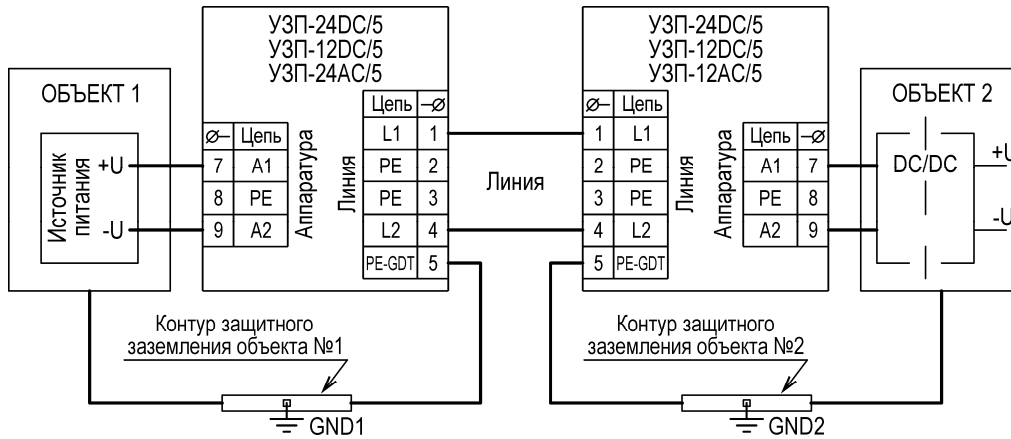 УЗП-24DC/5
УЗП-12DC/5
УЗП-24AC/5
УЗП-24DC/5
УЗП-12DC/5
УЗП-12AC/5
ОБЪЕКТ 1
Источник питания
+U
-U
Цепь
7 A1
8 PE
9 A2
Аппаратура
Линия
Цепь
L1 1
PE 2
PE 3
L2 4
PE-GDT 5
Линия
Цепь
1 L1
2 PE
3 PE
4 L2
5 PE-GDT
Линия
Аппаратура
Цепь
A1 7
PE 8
A2 9
ОБЪЕКТ 2
DC/DC
+U
-U
Контур защитного
заземления объекта №1
GND1
Контур защитного
заземления объекта №2
GND2